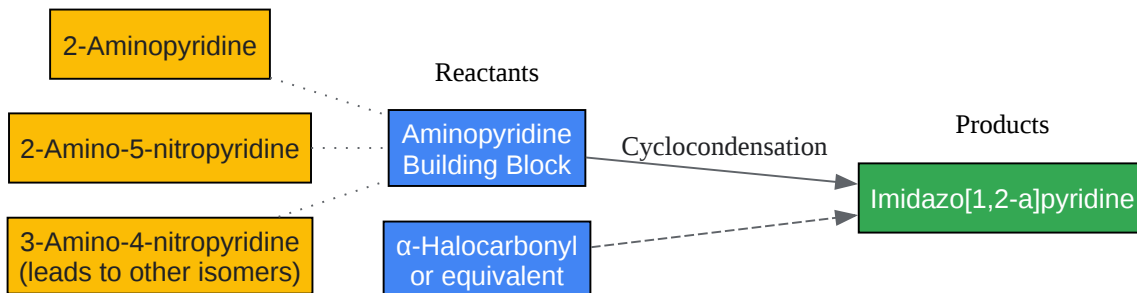 2-Aminopyridine
2-Amino-5-nitropyridine
3-Amino-4-nitropyridine
(leads to other isomers)
Reactants
Aminopyridine
Building Block
α-Halocarbonyl
or equivalent
Cyclocondensation
Products
Imidazo[1,2-a]pyridine